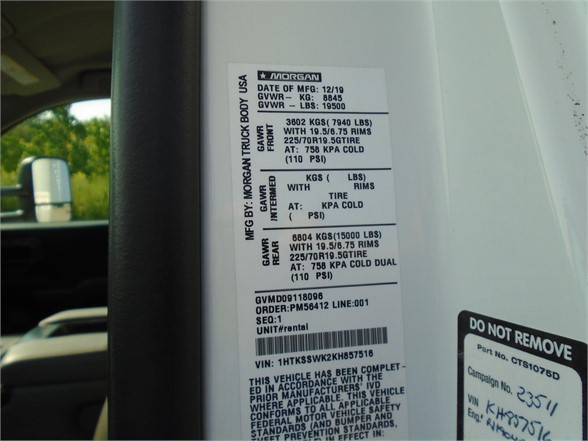 MORGAN
DATE OF MFG: 12/19
GVWR - KG: 8845
GVWR - LBS: 19500
MFG BY: MORGAN TRUCK BODY USA
GAWR
FRONT
3602 KGS( 7940 LBS)
WITH 19.5/6.75 RIMS
225/70R19.5GTIRE
AT: 758 KPA COLD
(110 PSI)
GAWR
INTERMED
KGS ( LBS)
WITH RIMS
TIRE
AT: KPA COLD
( PSI)
GAWR
REAR
6804 KGS(15000 LBS)
WITH 19.5/6.75 RIMS
225/70R19.5GTIRE
AT: 758 KPA COLD DUAL
(110 PSI)
GVMD09118096
ORDER:PM56412 LINE:001
SEQ:1
UNIT#rental
VIN: 1HTKSSWK2KH857516
THIS VEHICLE HAS BEEN COMPLET-
ED IN ACCORDANCE WITH THE
PRIOR MANUFACTURERS' IVD
WHERE APPLICABLE. THIS VEHICLE
CONFORMS TO ALL APPLICABLE
FEDERAL MOTOR VEHICLE SAFETY
STANDARDS (AND BUMPER AND
DO NOT REMOVE
Part No. CTS1075D
Campaign No. 23511
VIN KH857516
Eng.'